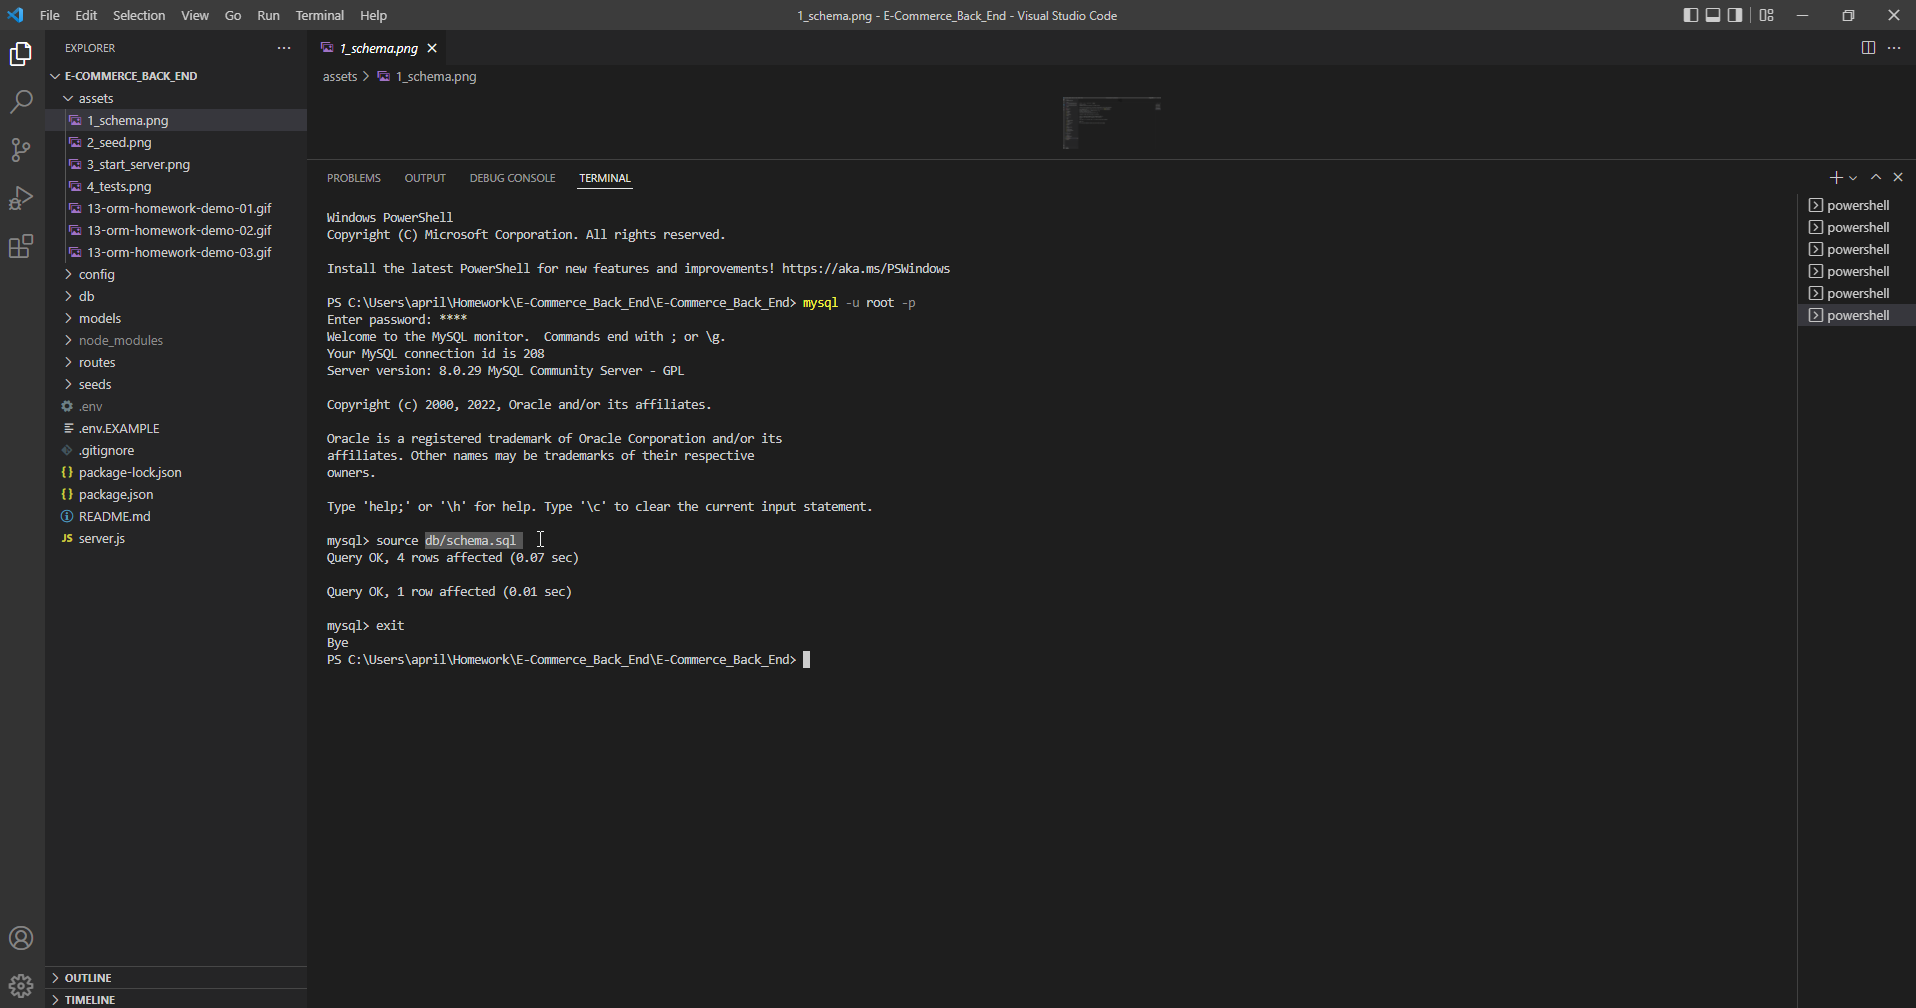 File Edit Selection View Go Run Terminal Help
1_schema.png - E-Commerce_Back_End - Visual Studio Code
EXPLORER
E-COMMERCE_BACK_END
assets
1_schema.png
2_seed.png
3_start_server.png
4_tests.png
13-orm-homework-demo-01.gif
13-orm-homework-demo-02.gif
13-orm-homework-demo-03.gif
config
db
models
node_modules
routes
seeds
.env
.env.EXAMPLE
.gitignore
package-lock.json
package.json
README.md
JS server.js
OUTLINE
TIMELINE
1_schema.png
assets > 1_schema.png
PROBLEMS OUTPUT DEBUG CONSOLE TERMINAL
Windows PowerShell
Copyright (C) Microsoft Corporation. All rights reserved.
Install the latest PowerShell for new features and improvements! https://aka.ms/PSWindows
PS C:\Users\april\Homework\E-Commerce_Back_End\E-Commerce_Back_End> mysql -u root -p
Enter password: ****
Welcome to the MySQL monitor.  Commands end with ; or \g.
Your MySQL connection id is 208
Server version: 8.0.29 MySQL Community Server - GPL
Copyright (c) 2000, 2022, Oracle and/or its affiliates.
Oracle is a registered trademark of Oracle Corporation and/or its
affiliates. Other names may be trademarks of their respective
owners.
Type 'help;' or '\h' for help. Type '\c' to clear the current input statement.
mysql> source db/schema.sql
Query OK, 4 rows affected (0.07 sec)
Query OK, 1 row affected (0.01 sec)
mysql> exit
Bye
PS C:\Users\april\Homework\E-Commerce_Back_End\E-Commerce_Back_End>
powershell
powershell
powershell
powershell
powershell
powershell